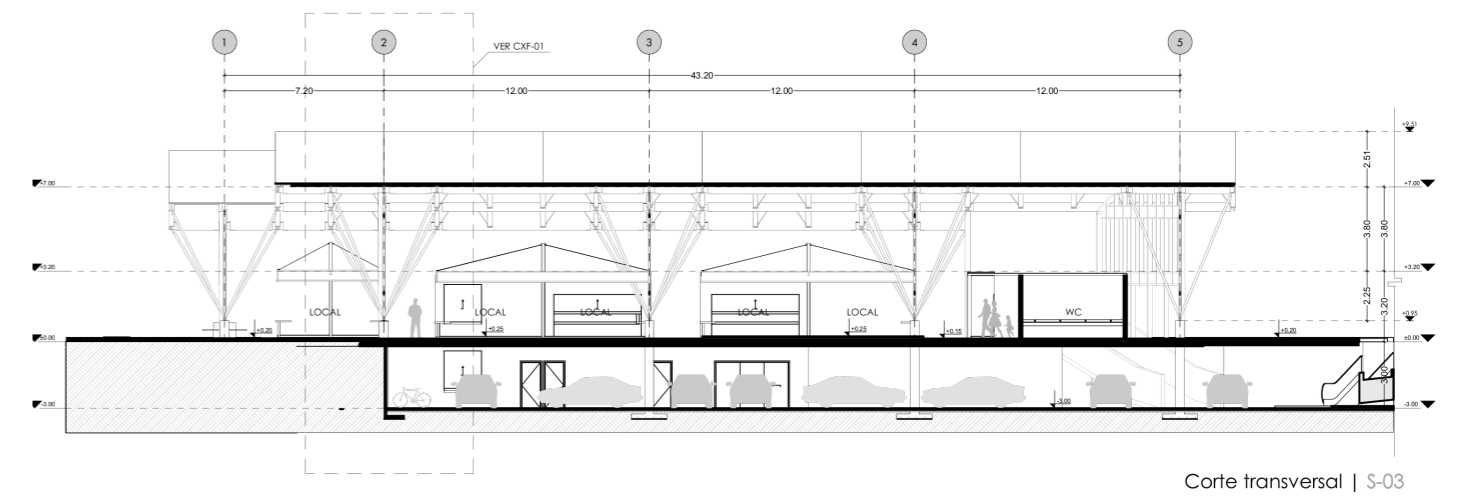 1 2 3 4 5
VER CXF-01
43.20
7.20 12.00 12.00 12.00
+9.51
2.51
+7.00 +7.00
3.80 3.80
+3.20 +3.20
2.25 3.20
LOCAL LOCAL LOCAL LOCAL LOCAL WC
+0.95
+0.20 +0.25 +0.25 +0.15 +0.20
±0.00 ±0.00
3.00
-3.00 -3.00 -3.00
Corte transversal | S-03